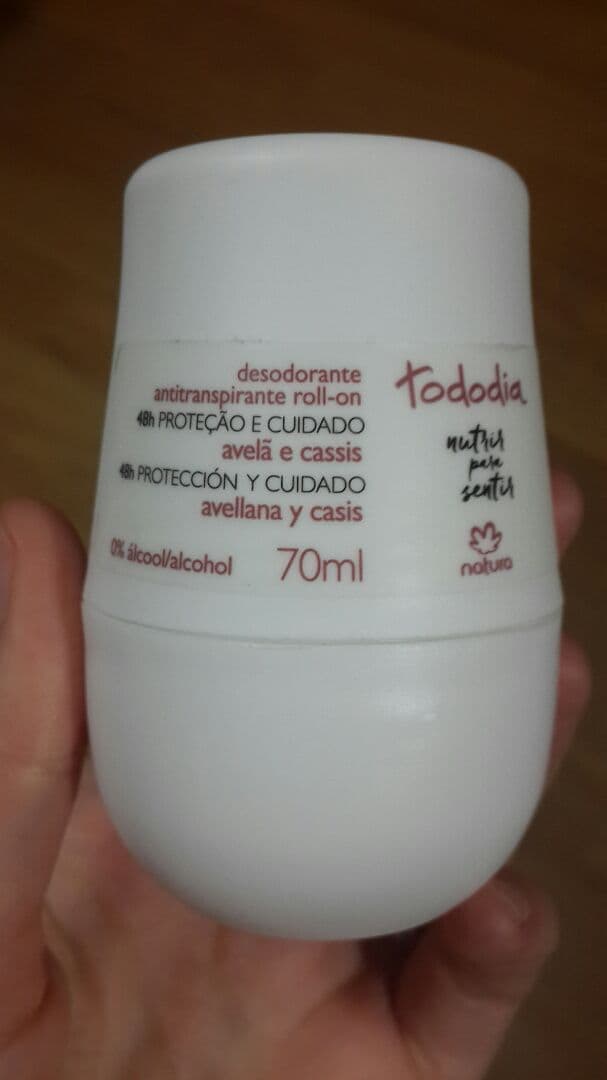 desodorante
antitranspirante roll-on
48h PROTEÇÃO E CUIDADO
avelã e cassis
48h PROTECCIÓN Y CUIDADO
avellana y casis
0% álcool/alcohol 70ml
tododia
nutrir
para
sentir
natura